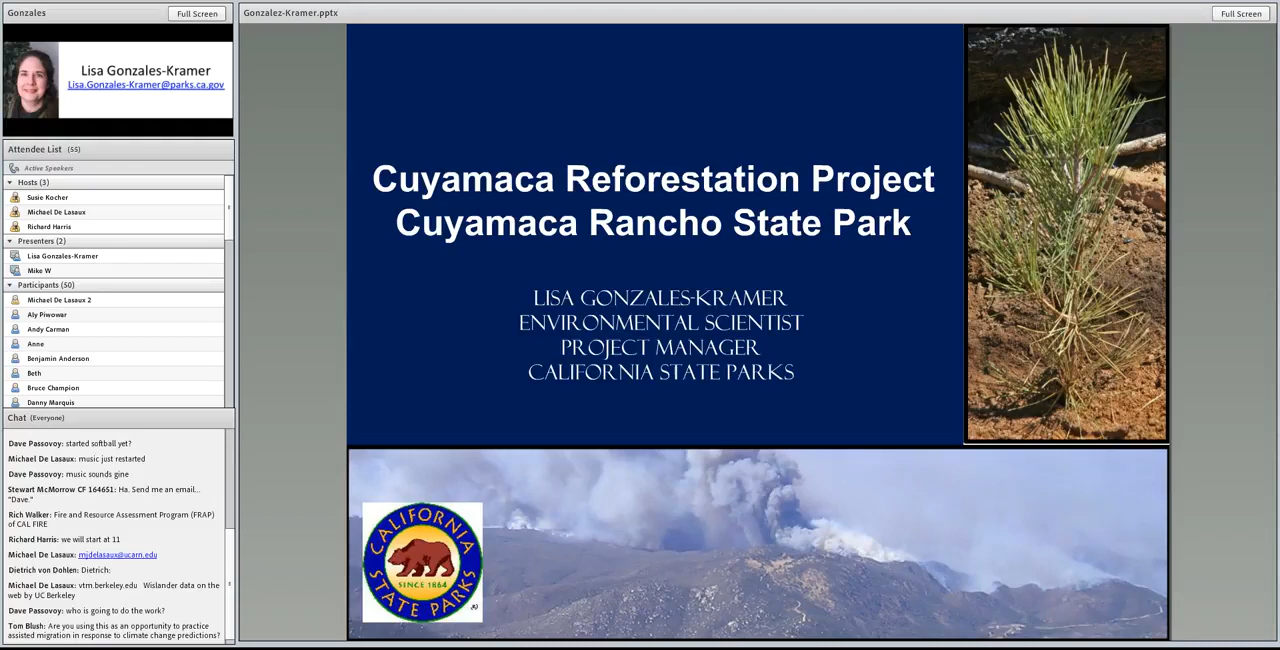 Gonzales
Full Screen
Lisa Gonzales-Kramer
Lisa.Gonzales-Kramer@parks.ca.gov
Attendee List (55)
Active Speakers
Hosts (3)
Susie Kocher
Michael De Lasaux
Richard Harris
Presenters (2)
Lisa Gonzales-Kramer
Mike W
Participants (50)
Michael De Lasaux 2
Aly Piwowar
Andy Carman
Anne
Benjamin Anderson
Beth
Bruce Champion
Danny Marquis
Chat (Everyone)
Dave Passovoy: started softball yet?
Michael De Lasaux: music just restarted
Dave Passovoy: music sounds gine
Stewart McMorrow CF 164651: Ha. Send me an email...
"Dave."
Rich Walker: Fire and Resource Assessment Program (FRAP)
of CAL FIRE
Richard Harris: we will start at 11
Michael De Lasaux: mjdelasaux@ucarn.edu
Dietrich von Dohlen: Dietrich:
Michael De Lasaux: vtm.berkeley.edu Wislander data on the
web by UC Berkeley
Dave Passovoy: who is going to do the work?
Tom Blush: Are you using this as an opportunity to practice
assisted migration in response to climate change predictions?
Gonzalez-Kramer.pptx
Full Screen
Cuyamaca Reforestation Project
Cuyamaca Rancho State Park
LISA GONZALES-KRAMER
ENVIRONMENTAL SCIENTIST
PROJECT MANAGER
CALIFORNIA STATE PARKS
CALIFORNIA
SINCE 1864
STATE PARKS